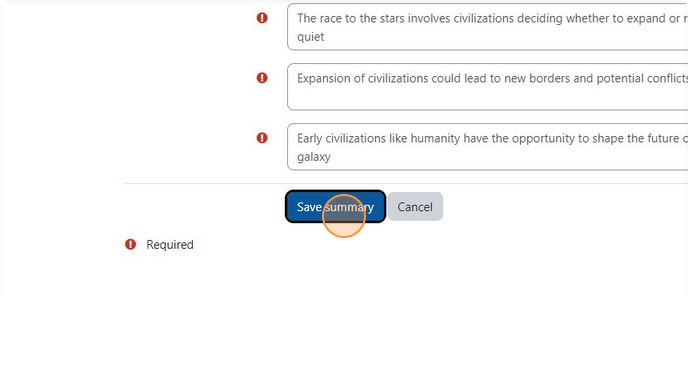 The race to the stars involves civilizations deciding whether to expand or
quiet
Expansion of civilizations could lead to new borders and potential conflicts
Early civilizations like humanity have the opportunity to shape the future
galaxy
Save summary
Cancel
Required